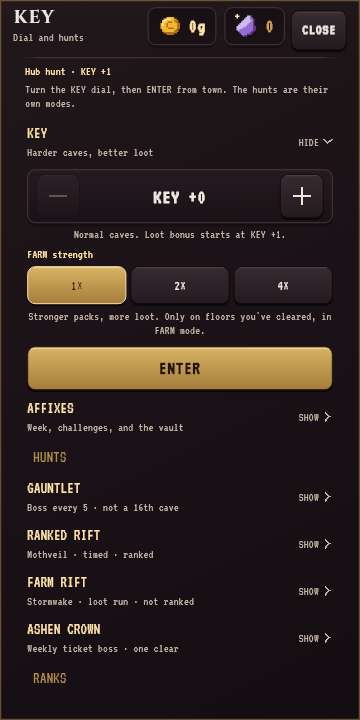 KEY
Dial and hunts
0g
0
CLOSE
Hub hunt · KEY +1
Turn the KEY dial, then ENTER from town. The hunts are their
own modes.
KEY
Harder caves, better loot
HIDE
KEY +0
Normal caves. Loot bonus starts at KEY +1.
FARM strength
1X
2X
4X
Stronger packs, more loot. Only on floors you've cleared, in
FARM mode.
ENTER
AFFIXES
Week, challenges, and the vault
SHOW
HUNTS
GAUNTLET
Boss every 5 · not a 16th cave
SHOW
RANKED RIFT
Mothveil · timed · ranked
SHOW
FARM RIFT
Stormwake · loot run · not ranked
SHOW
ASHEN CROWN
Weekly ticket boss · one clear
SHOW
RANKS